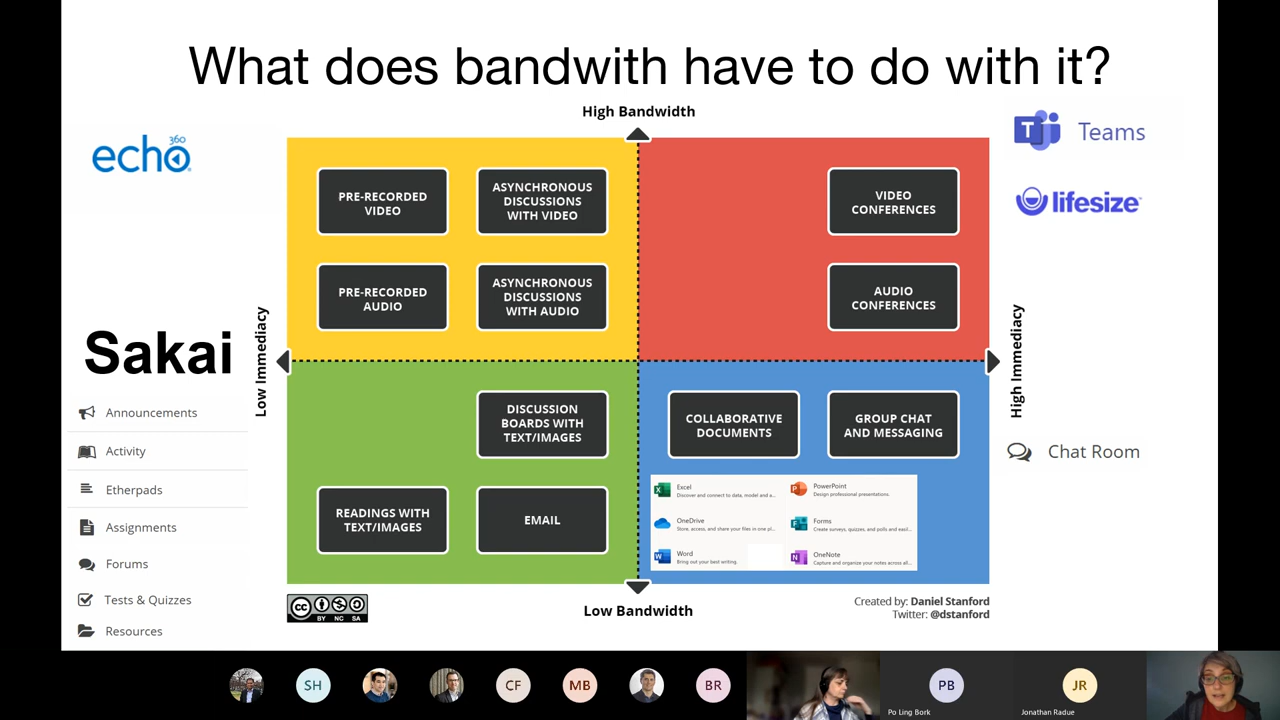 What does bandwith have to do with it?
High Bandwidth
echo
360
Teams
lifesize
PRE-RECORDED
VIDEO
ASYNCHRONOUS
DISCUSSIONS
WITH VIDEO
VIDEO
CONFERENCES
PRE-RECORDED
AUDIO
ASYNCHRONOUS
DISCUSSIONS
WITH AUDIO
AUDIO
CONFERENCES
Low Immediacy
High Immediacy
Sakai
Announcements
Activity
Etherpads
Assignments
Forums
Tests & Quizzes
Resources
DISCUSSION
BOARDS WITH
TEXT/IMAGES
COLLABORATIVE
DOCUMENTS
GROUP CHAT
AND MESSAGING
Chat Room
READINGS WITH
TEXT/IMAGES
EMAIL
Excel
Discover and connect to data, model and a...
PowerPoint
Design professional presentations.
OneDrive
Store, access, and share your files in one pl...
Forms
Create surveys, quizzes, and polls and easil...
Word
Bring out your best writing.
OneNote
Capture and organize your notes across all...
CC BY NC SA
Low Bandwidth
Created by: Daniel Stanford
Twitter: @dstanford
SH
CF
MB
BR
PB
Po Ling Bork
JR
Jonathan Radue